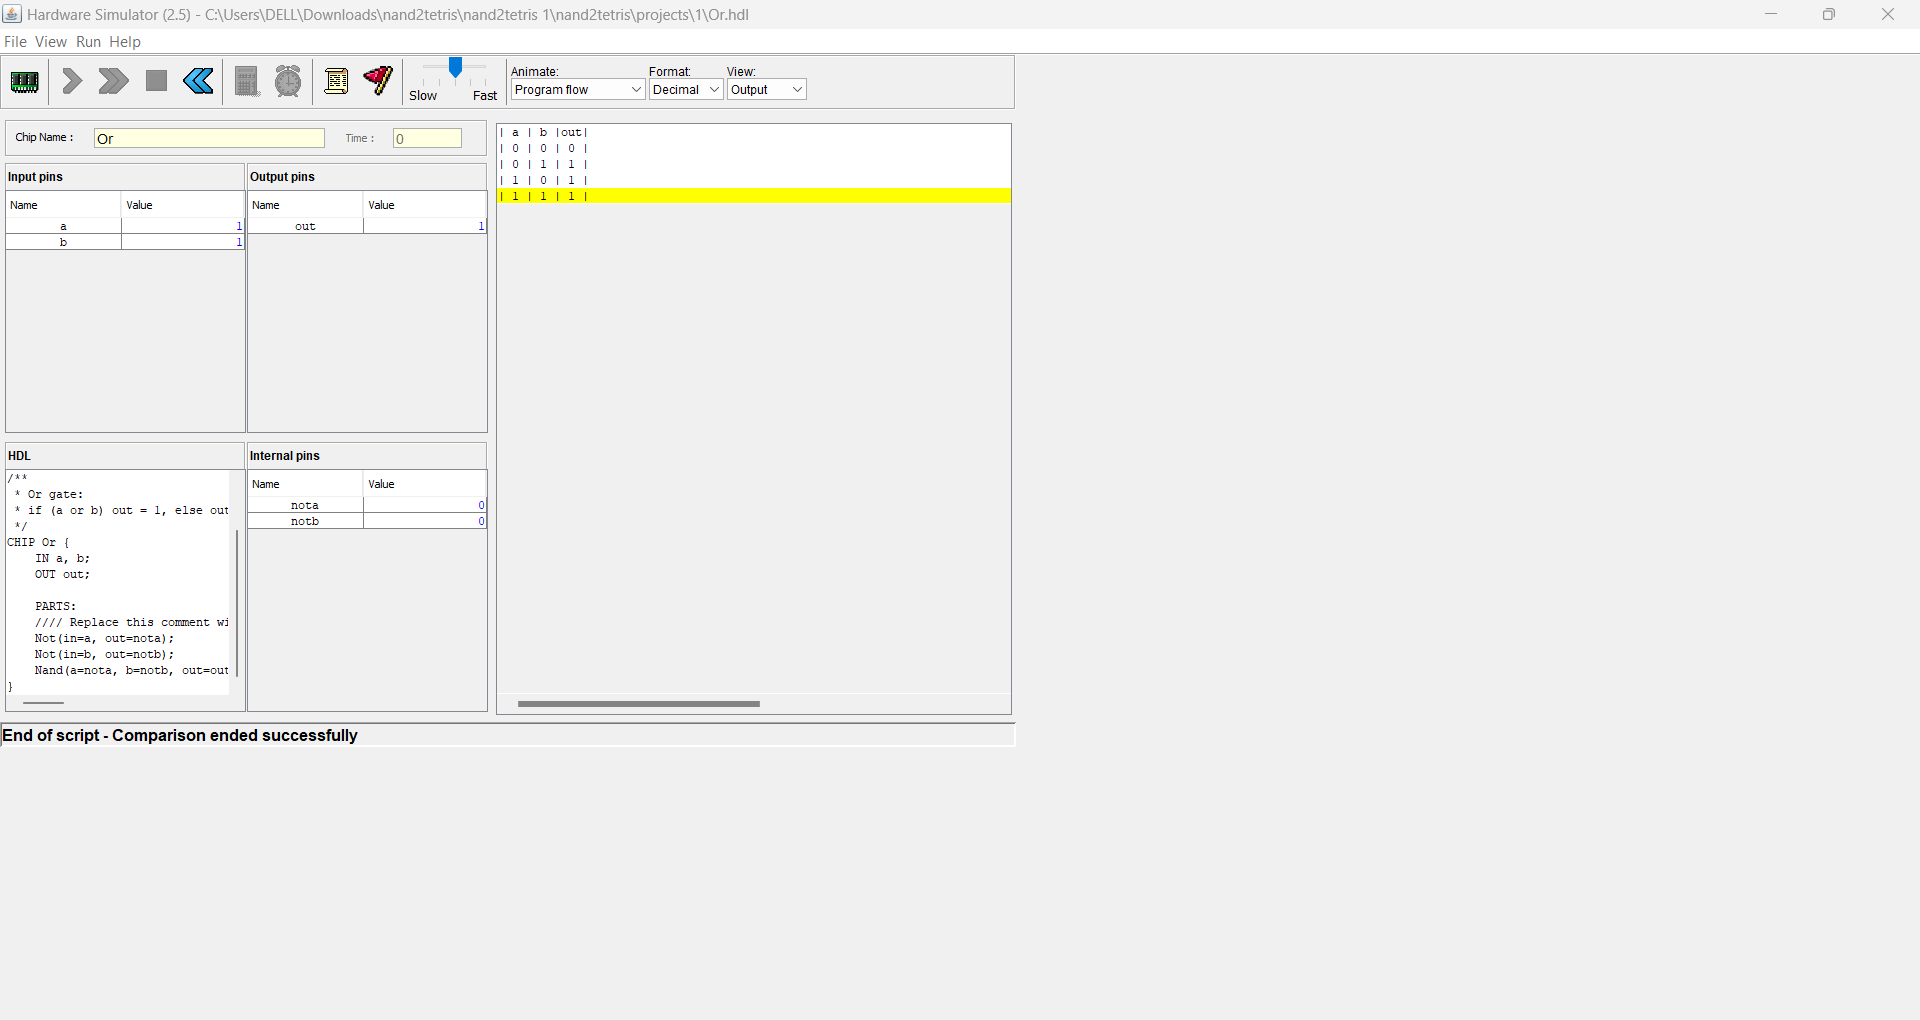 Hardware Simulator (2.5) - C:\Users\DELL\Downloads\nand2tetris\nand2tetris 1\nand2tetris\projects\1\Or.hdl
File View Run Help
Slow Fast
Animate:
Program flow
Format:
Decimal
View:
Output
Chip Name : Or Time : 0
Input pins
Name Value
a 1
b 1
Output pins
Name Value
out 1
HDL
/**
 * Or gate:
 * if (a or b) out = 1, else out
 */
CHIP Or {
    IN a, b;
    OUT out;
    PARTS:
    //// Replace this comment wi
    Not(in=a, out=nota);
    Not(in=b, out=notb);
    Nand(a=nota, b=notb, out=out
}
Internal pins
Name Value
nota 0
notb 0
| a | b |out|
| 0 | 0 | 0 |
| 0 | 1 | 1 |
| 1 | 0 | 1 |
| 1 | 1 | 1 |
End of script - Comparison ended successfully